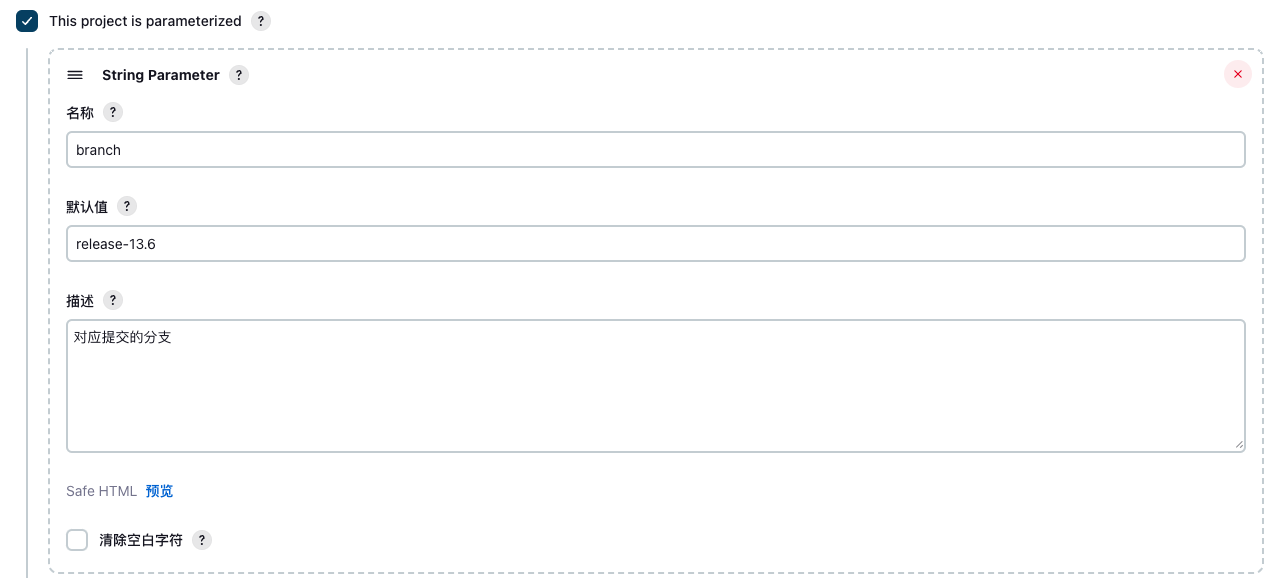 This project is parameterized ?
String Parameter ?
名称 ?
branch
默认值 ?
release-13.6
描述 ?
对应提交的分支
Safe HTML 预览
清除空白字符 ?